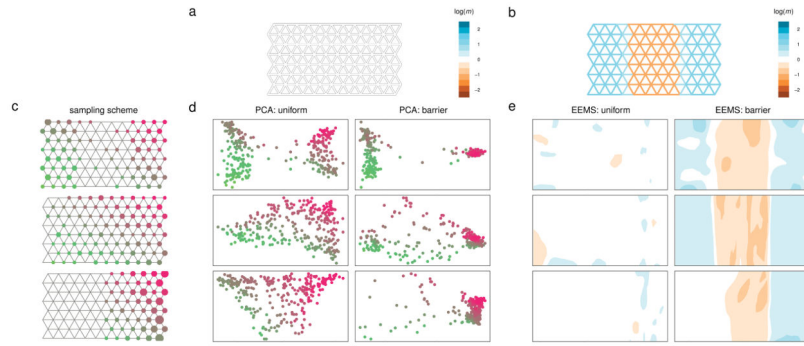 a
log(m)
2
1
0
−1
−2
b
log(m)
2
1
0
−1
−2
c
sampling scheme
d
PCA: uniform
PCA: barrier
e
EEMS: uniform
EEMS: barrier